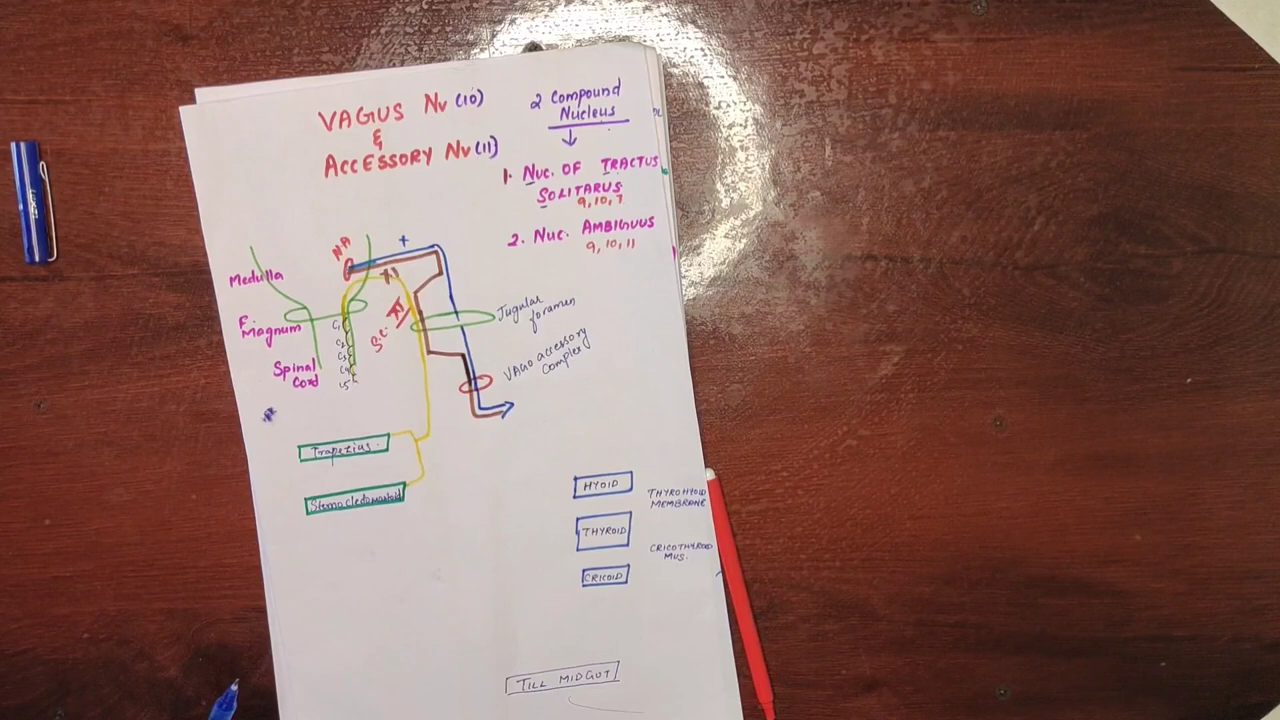 VAGUS Nv (10)
&
ACCESSORY Nv (11)
2 Compound
Nucleus
1. Nuc. OF TRACTUS
SOLITARUS
9, 10, 7
2. Nuc. AMBIGUUS
9, 10, 11
NA
+
Medulla
F. Magnum
Spinal
Cord
C1
C2
C3
C4
C5
Jugular
foramen
VAGO accessory
complex
Trapezius.
Sternocledomastoid
HYOID
THYROHYOID
MEMBRANE
THYROID
CRICOTHYROID
MUS.
CRICOID
TILL MIDGUT